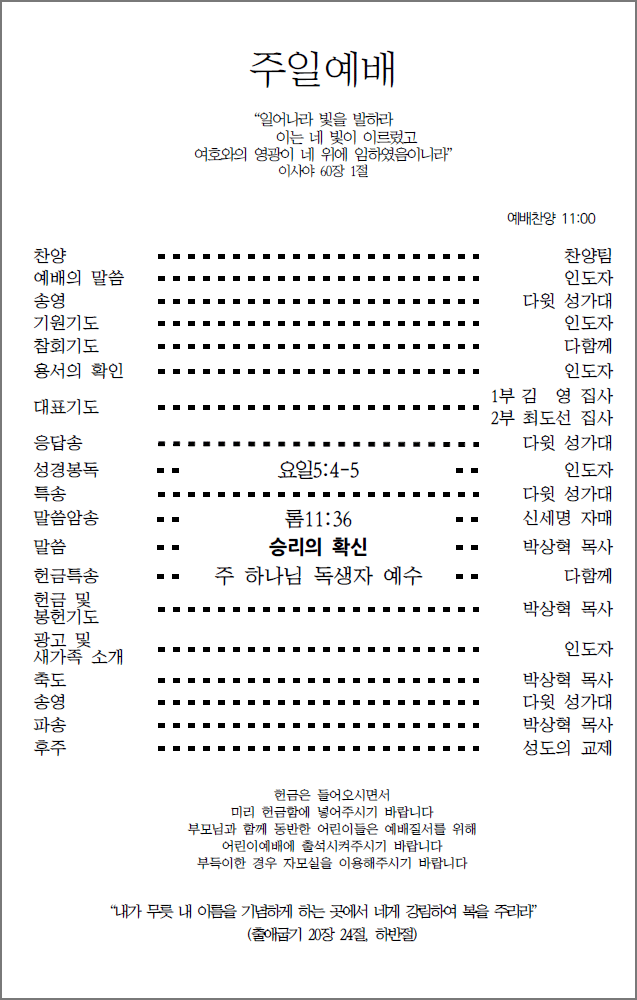 주일예배
“일어나라 빛을 발하라
이는 네 빛이 이르렀고
여호와의 영광이 네 위에 임하였음이니라”
이사야 60장 1절
예배찬양 11:00
찬양 찬양팀
예배의 말씀 인도자
송영 다윗 성가대
기원기도 인도자
참회기도 다함께
용서의 확인 인도자
대표기도 1부 김 영 집사
2부 최도선 집사
응답송 다윗 성가대
성경봉독 요일5:4-5 인도자
특송 다윗 성가대
말씀암송 롬11:36 신세명 자매
말씀 승리의 확신 박상혁 목사
헌금특송 주 하나님 독생자 예수 다함께
헌금 및
봉헌기도 박상혁 목사
광고 및
새가족 소개 인도자
축도 박상혁 목사
송영 다윗 성가대
파송 박상혁 목사
후주 성도의 교제
헌금은 들어오시면서
미리 헌금함에 넣어주시기 바랍니다
부모님과 함께 동반한 어린이들은 예배질서를 위해
어린이예배에 출석시켜주시기 바랍니다
부득이한 경우 자모실을 이용해주시기 바랍니다
“내가 무릇 내 이름을 기념하게 하는 곳에서 네게 강림하여 복을 주리라”
(출애굽기 20장 24절, 하반절)